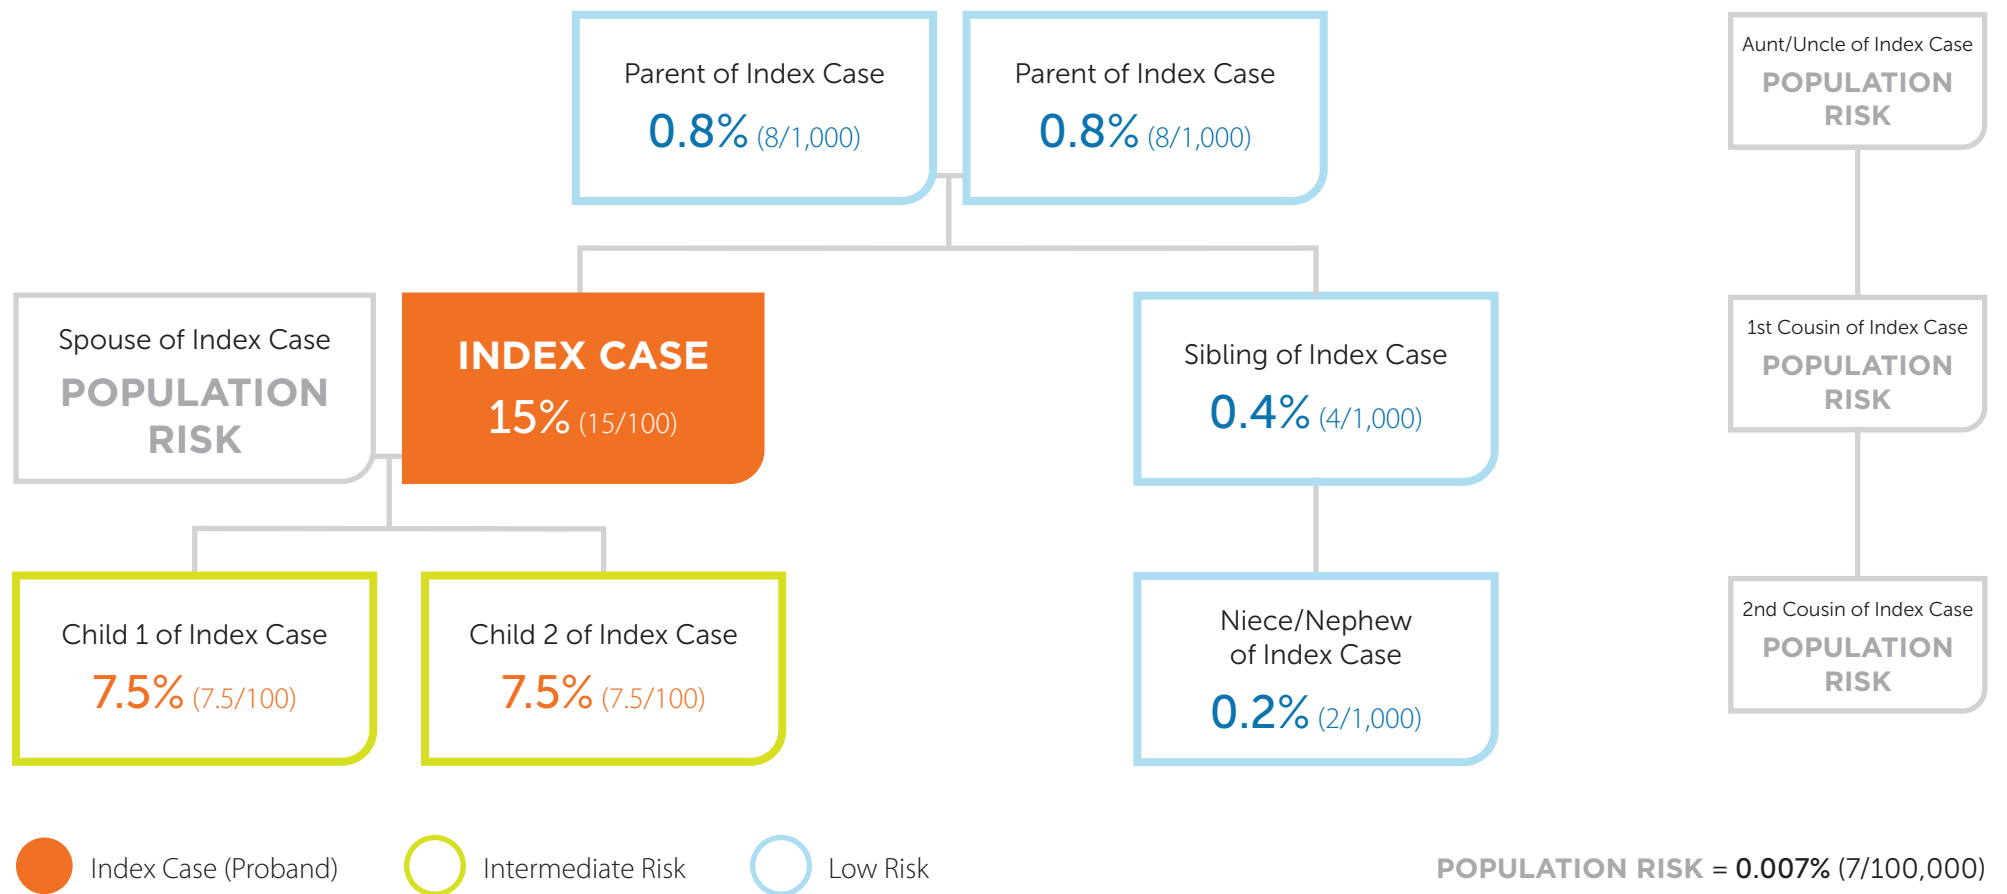 Parent of Index Case
0.8% (8/1,000)
Parent of Index Case
0.8% (8/1,000)
Aunt/Uncle of Index Case
POPULATION
RISK
Spouse of Index Case
POPULATION
RISK
INDEX CASE
15% (15/100)
Sibling of Index Case
0.4% (4/1,000)
1st Cousin of Index Case
POPULATION
RISK
Child 1 of Index Case
7.5% (7.5/100)
Child 2 of Index Case
7.5% (7.5/100)
Niece/Nephew
of Index Case
0.2% (2/1,000)
2nd Cousin of Index Case
POPULATION
RISK
Index Case (Proband)
Intermediate Risk
Low Risk
POPULATION RISK = 0.007% (7/100,000)